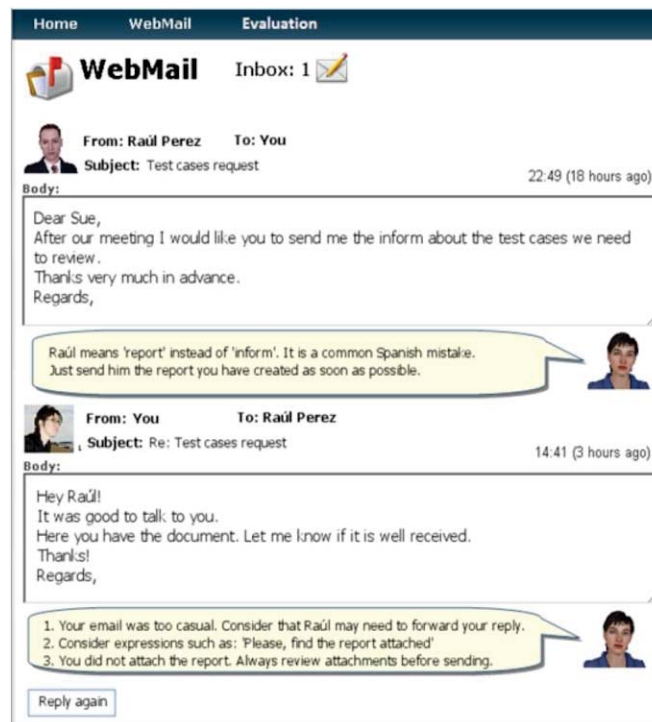 Home WebMail Evaluation
WebMail Inbox: 1
From: Raúl Perez To: You
Subject: Test cases request
22:49 (18 hours ago)
Body:
Dear Sue,
After our meeting I would like you to send me the inform about the test cases we need
to review.
Thanks very much in advance.
Regards,
Raúl means 'report' instead of 'inform'. It is a common Spanish mistake.
Just send him the report you have created as soon as possible.
From: You To: Raúl Perez
Subject: Re: Test cases request
14:41 (3 hours ago)
Body:
Hey Raúl!
It was good to talk to you.
Here you have the document. Let me know if it is well received.
Thanks!
Regards,
1. Your email was too casual. Consider that Raúl may need to forward your reply.
2. Consider expressions such as: 'Please, find the report attached'
3. You did not attach the report. Always review attachments before sending.
Reply again